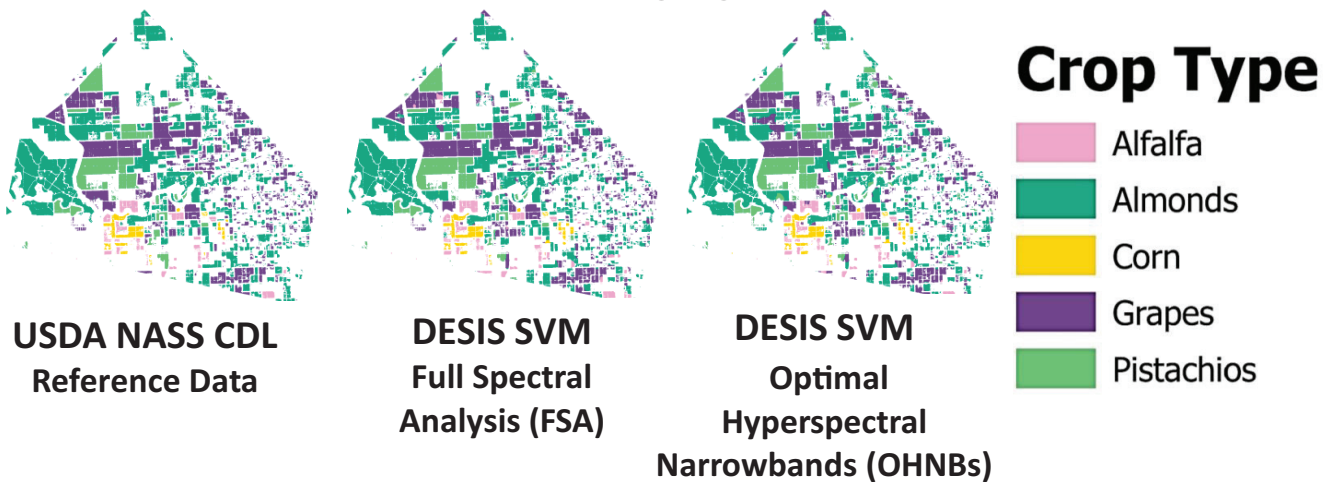 USDA NASS CDL
Reference Data
DESIS SVM
Full Spectral
Analysis (FSA)
DESIS SVM
Optimal
Hyperspectral
Narrowbands (OHNBs)
Crop Type
Alfalfa
Almonds
Corn
Grapes
Pistachios